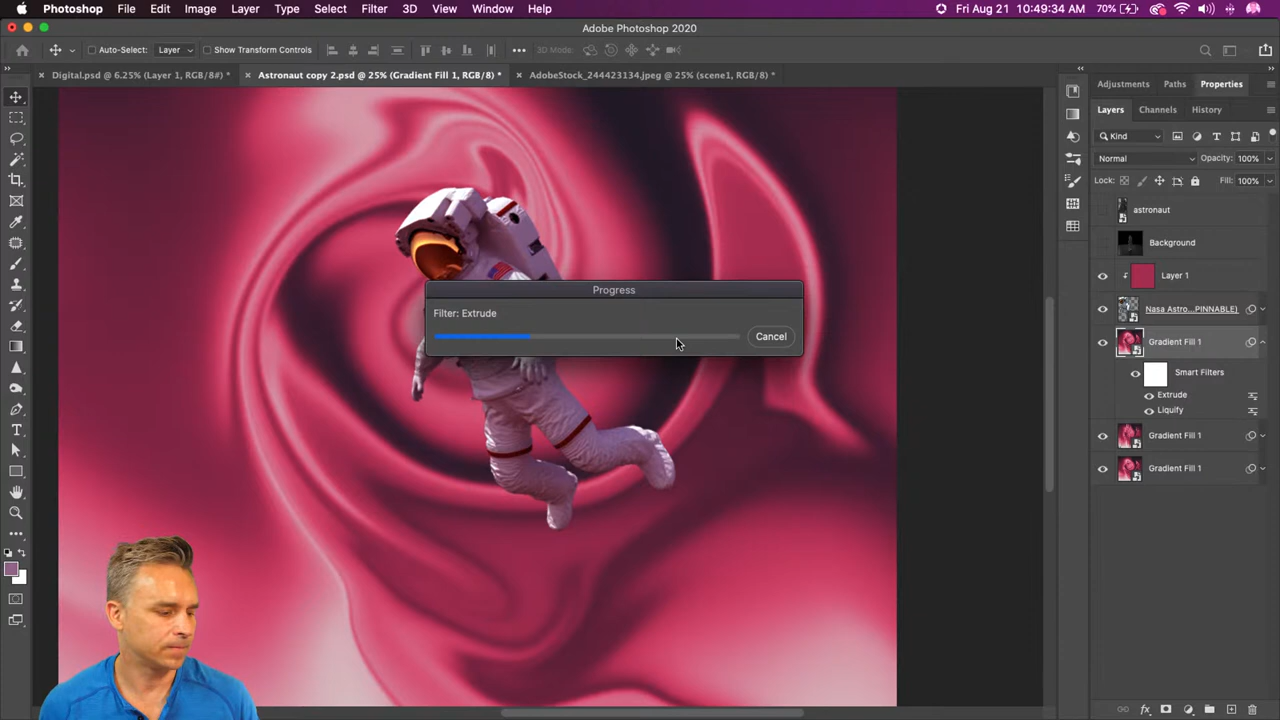 Photoshop File Edit Image Layer Type Select Filter 3D View Window Help Fri Aug 21 10:49:34 AM 70%
Adobe Photoshop 2020
Auto-Select: Layer Show Transform Controls 3D Mode:
Digital.psd @ 6.25% (Layer 1, RGB/8#) * Astronaut copy 2.psd @ 25% (Gradient Fill 1, RGB/8) * AdobeStock_244423134.jpeg @ 25% (scene1, RGB/8) *
Adjustments Paths Properties
Layers Channels History
Kind
Normal Opacity: 100%
Lock: Fill: 100%
astronaut
Background
Layer 1
Nasa Astro...PINNABLE)
Gradient Fill 1
Smart Filters
Extrude
Liquify
Gradient Fill 1
Gradient Fill 1
Progress
Filter: Extrude
Cancel